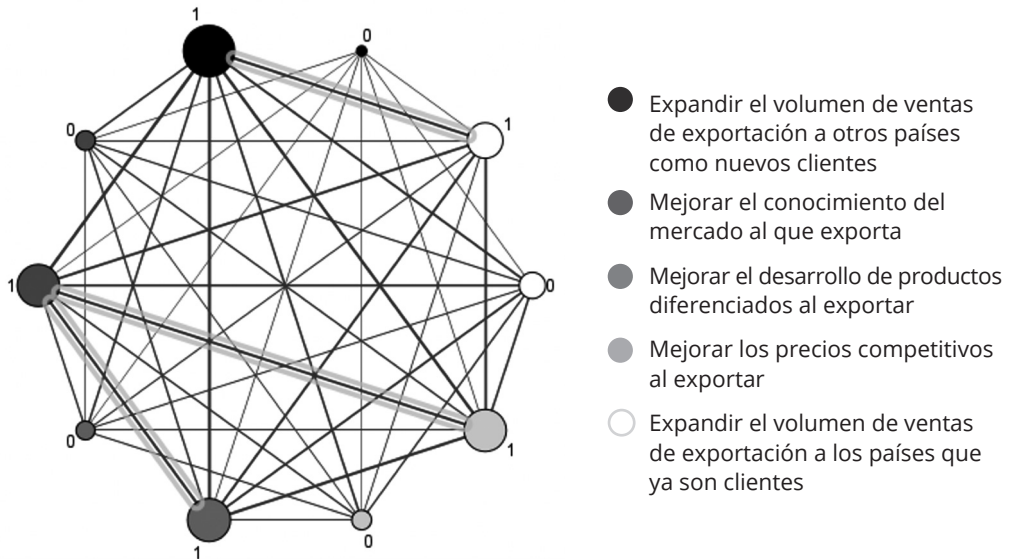 1
0
0
1
1
0
0
1
1
0
Expandir el volumen de ventas
de exportación a otros países
como nuevos clientes
Mejorar el conocimiento del
mercado al que exporta
Mejorar el desarrollo de productos
diferenciados al exportar
Mejorar los precios competitivos
al exportar
Expandir el volumen de ventas
de exportación a los países que
ya son clientes